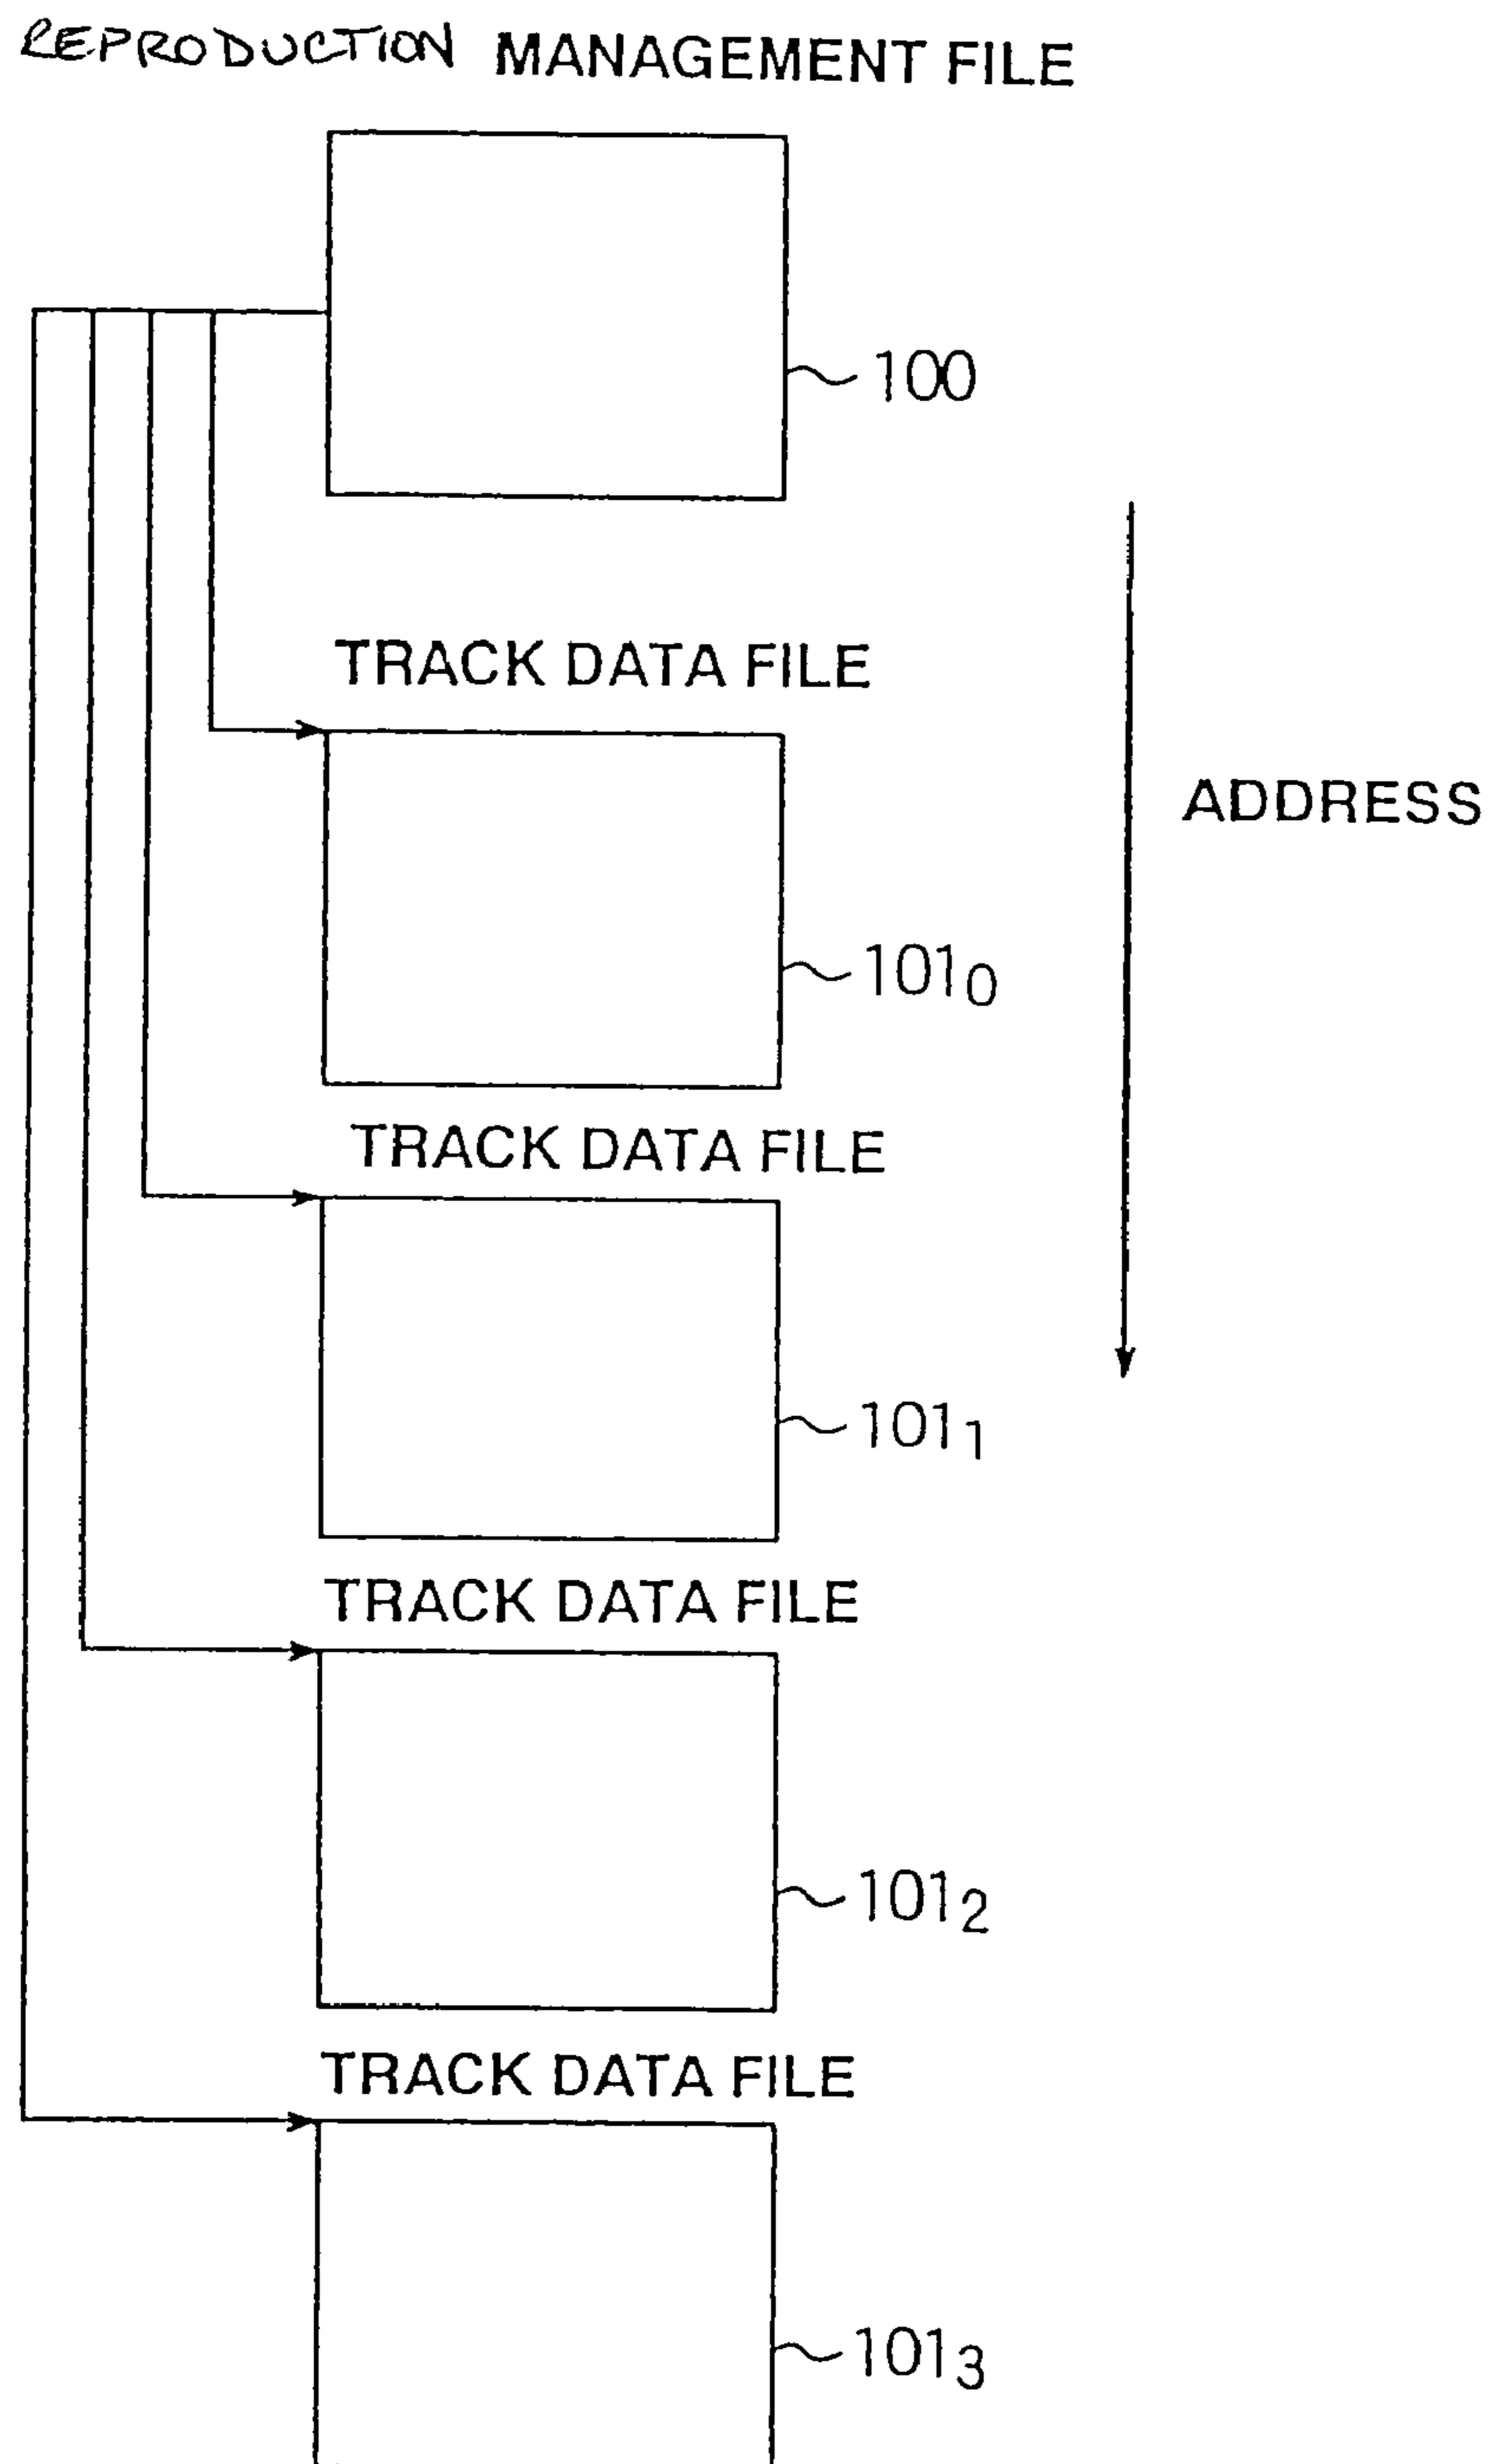 REPRODUCTION MANAGEMENT FILE
100
TRACK DATA FILE
ADDRESS
101₀
TRACK DATA FILE
101₁
TRACK DATA FILE
101₂
TRACK DATA FILE
101₃